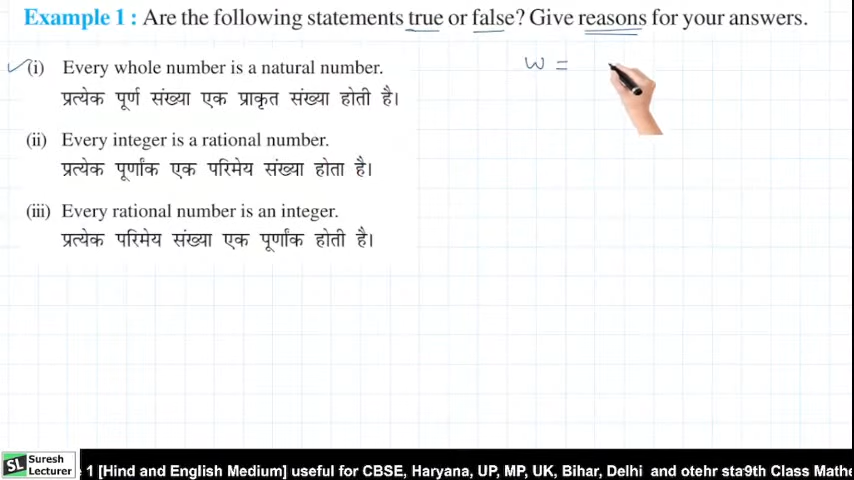 Example 1 : Are the following statements true or false? Give reasons for your answers.
(i) Every whole number is a natural number.
W =
प्रत्येक पूर्ण संख्या एक प्राकृत संख्या होती है।
(ii) Every integer is a rational number.
प्रत्येक पूर्णांक एक परिमेय संख्या होता है।
(iii) Every rational number is an integer.
प्रत्येक परिमेय संख्या एक पूर्णांक होती है।
SL Suresh Lecturer
1 [Hind and English Medium] useful for CBSE, Haryana, UP, MP, UK, Bihar, Delhi and otehr sta9th Class Mathe